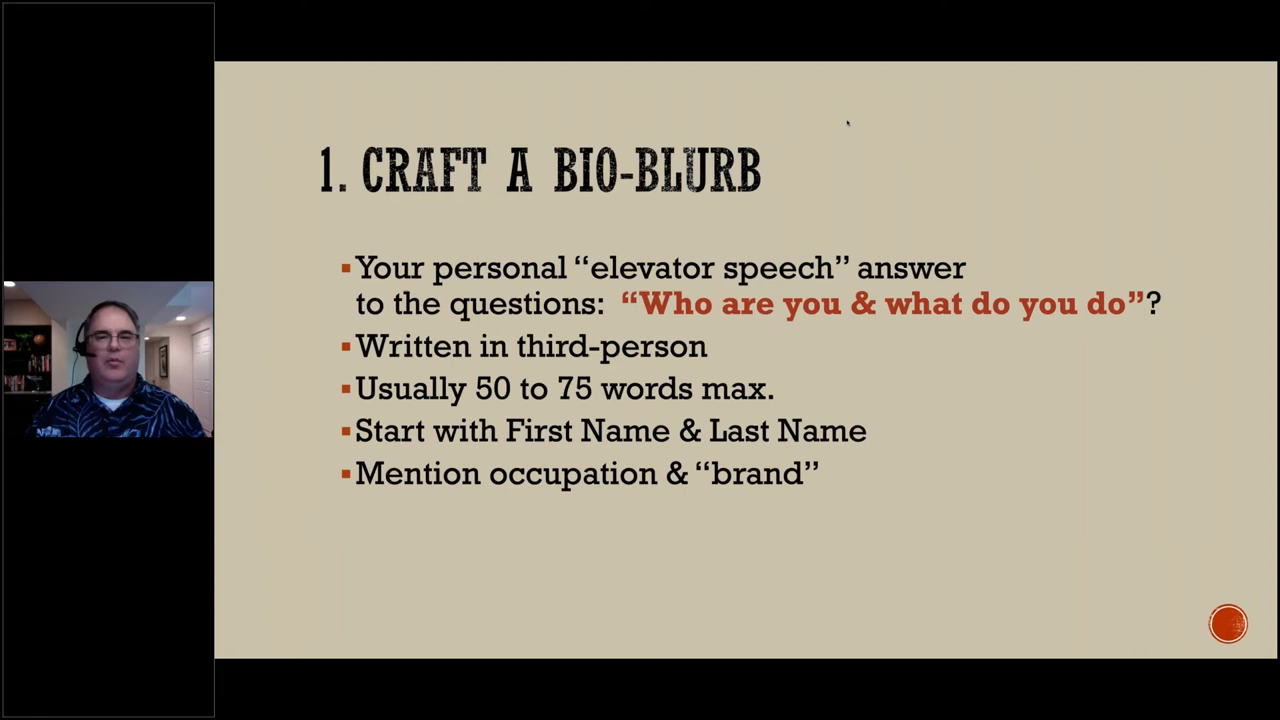 1. CRAFT A BIO-BLURB
▪Your personal “elevator speech” answer
to the questions: “Who are you & what do you do”?
▪Written in third-person
▪Usually 50 to 75 words max.
▪Start with First Name & Last Name
▪Mention occupation & “brand”